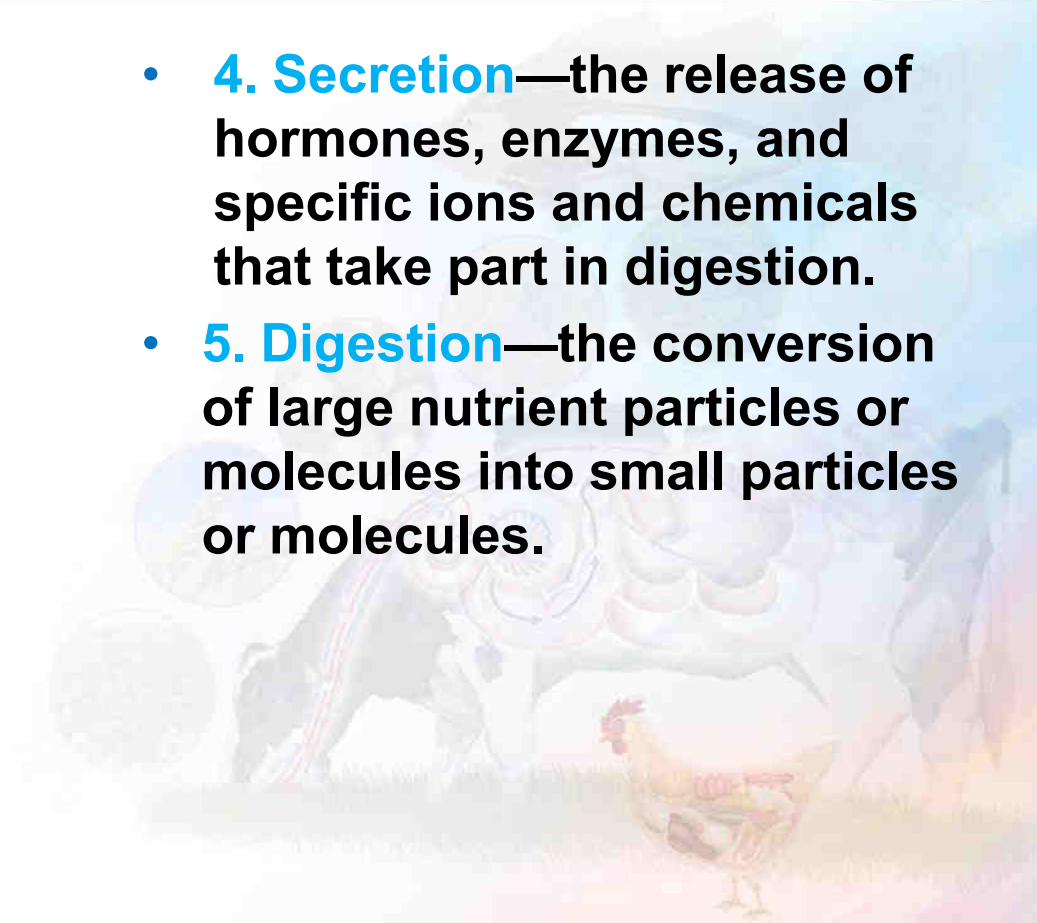 • 4. Secretion—the release of
hormones, enzymes, and
specific ions and chemicals
that take part in digestion.
• 5. Digestion—the conversion
of large nutrient particles or
molecules into small particles
or molecules.